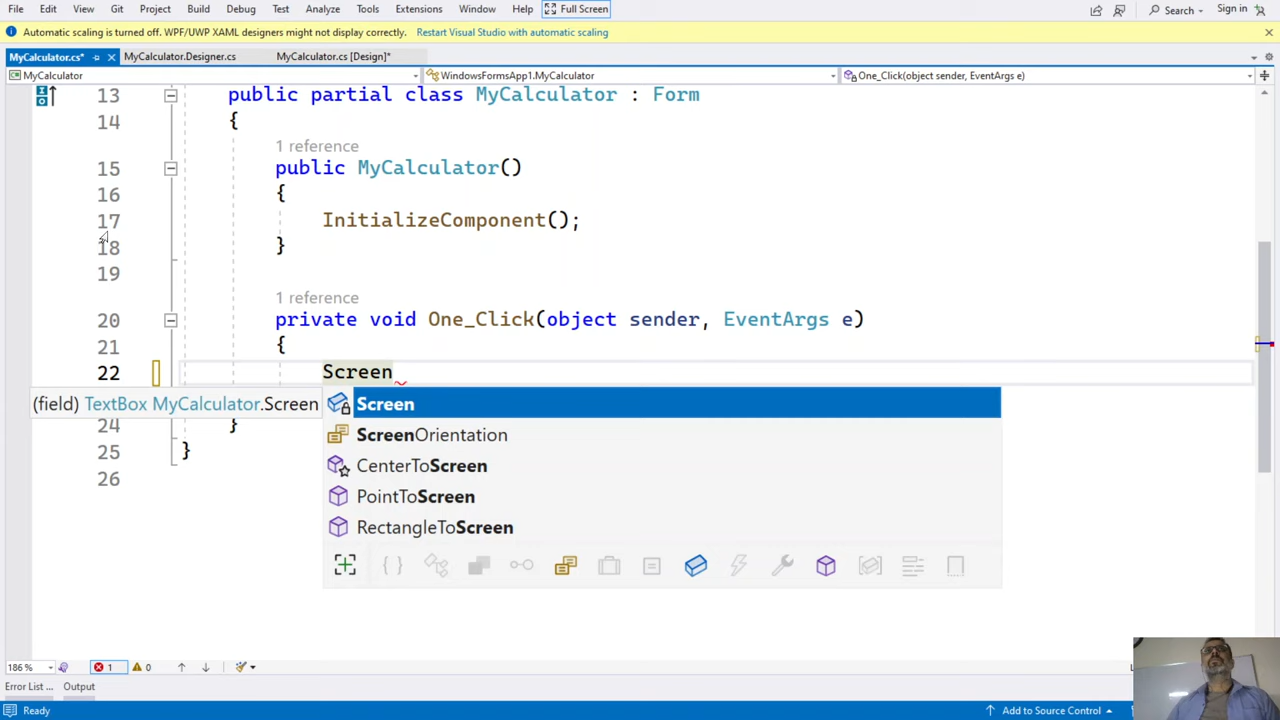 File Edit View Git Project Build Debug Test Analyze Tools Extensions Window Help Full Screen Search Sign in
Automatic scaling is turned off. WPF/UWP XAML designers might not display correctly. Restart Visual Studio with automatic scaling
MyCalculator.cs* MyCalculator.Designer.cs MyCalculator.cs [Design]*
MyCalculator WindowsFormsApp1.MyCalculator One_Click(object sender, EventArgs e)
13 public partial class MyCalculator : Form
14 {
1 reference
15 public MyCalculator()
16 {
17 InitializeComponent();
18 }
19
1 reference
20 private void One_Click(object sender, EventArgs e)
21 {
22 Screen
(field) TextBox MyCalculator.Screen
Screen
24 }
ScreenOrientation
25 }
CenterToScreen
26
PointToScreen
RectangleToScreen
186 % 1 0
Error List ... Output
Ready Add to Source Control